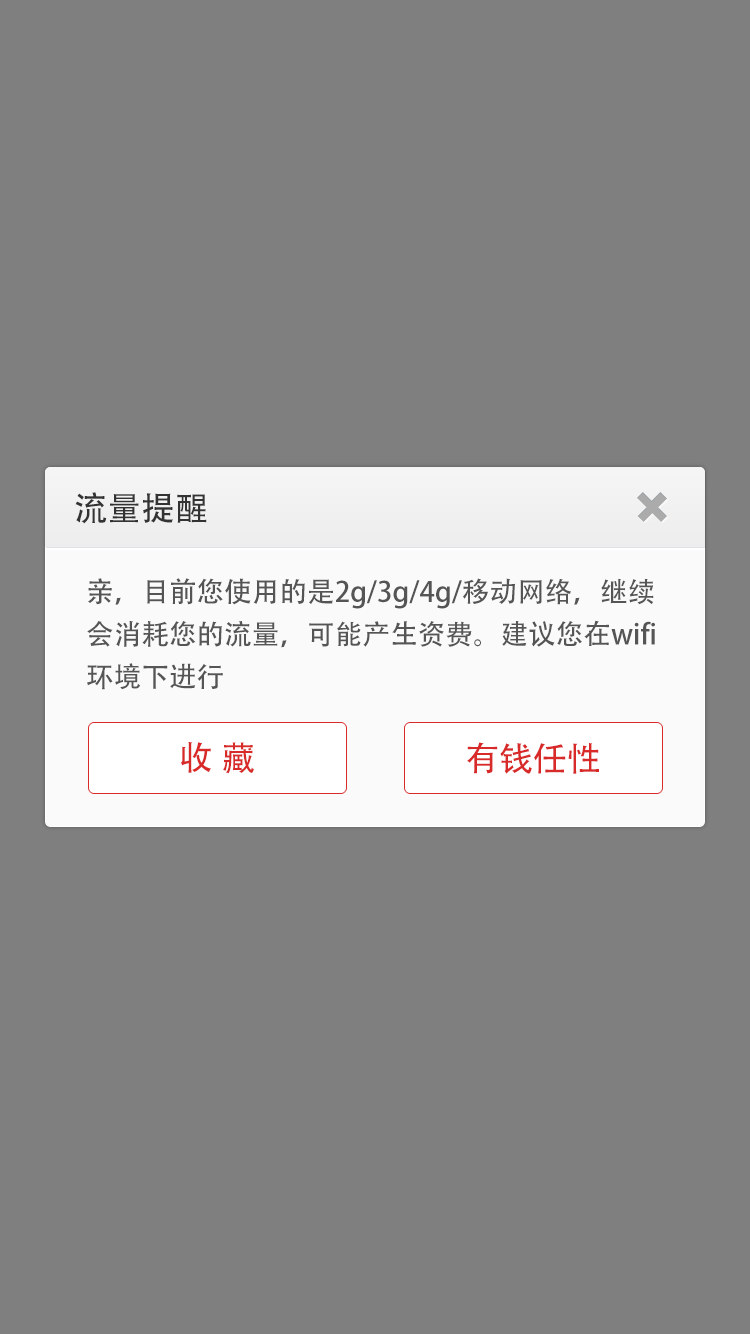 流量提醒
亲，目前您使用的是2g/3g/4g/移动网络，继续
会消耗您的流量，可能产生资费。建议您在wifi
环境下进行
收 藏
有钱任性